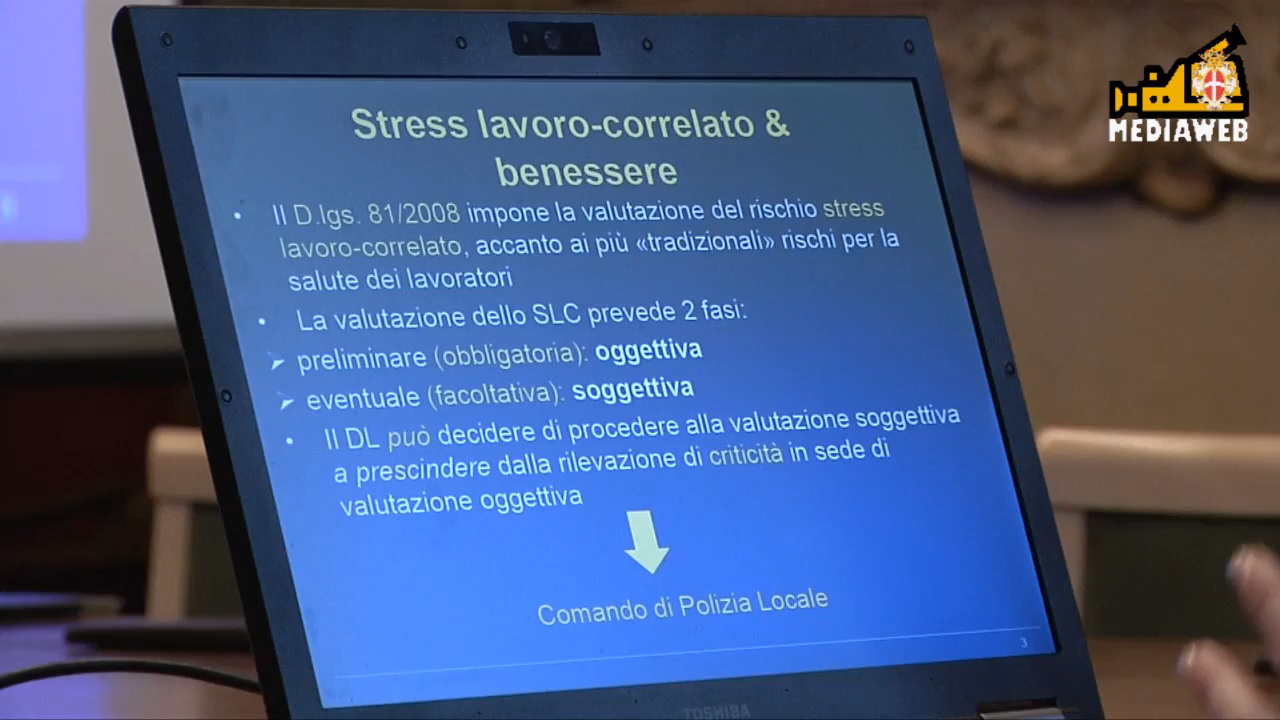 MEDIAWEB
Stress lavoro-correlato &
benessere
• Il D.lgs. 81/2008 impone la valutazione del rischio stress
lavoro-correlato, accanto ai più «tradizionali» rischi per la
salute dei lavoratori
• La valutazione dello SLC prevede 2 fasi:
➢ preliminare (obbligatoria): oggettiva
➢ eventuale (facoltativa): soggettiva
• Il DL può decidere di procedere alla valutazione soggettiva
a prescindere dalla rilevazione di criticità in sede di
valutazione oggettiva
Comando di Polizia Locale
3
TOSHIBA